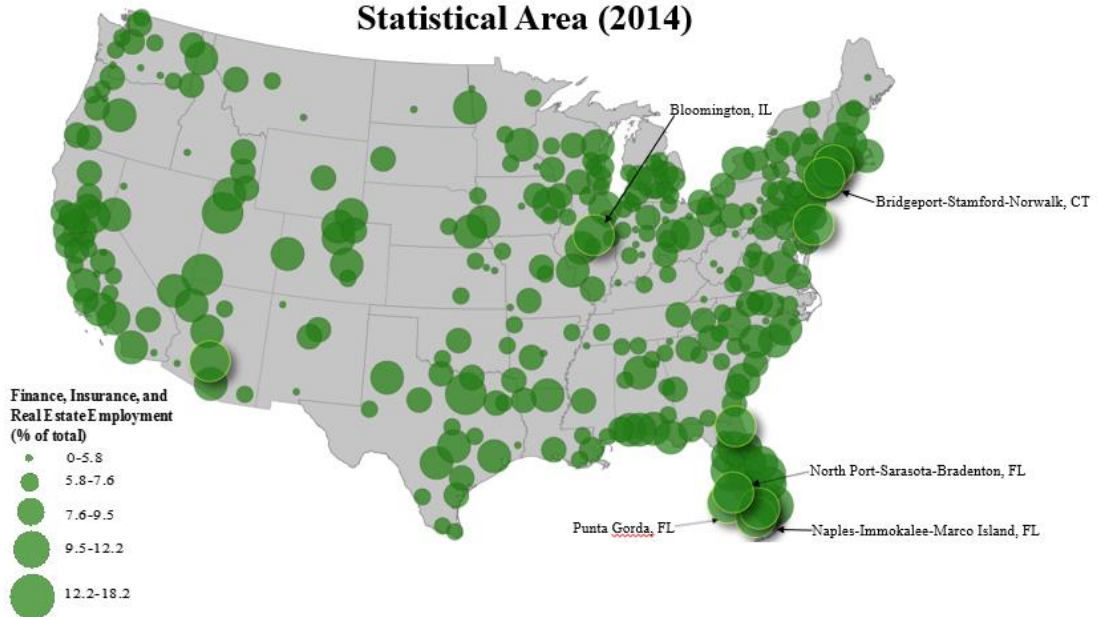 Statistical Area (2014)
Bloomington, IL
Bridgeport-Stamford-Norwalk, CT
North Port-Sarasota-Bradenton, FL
Punta Gorda, FL
Naples-Immokalee-Marco Island, FL
Finance, Insurance, and
Real Estate Employment
(% of total)
0-5.8
5.8-7.6
7.6-9.5
9.5-12.2
12.2-18.2